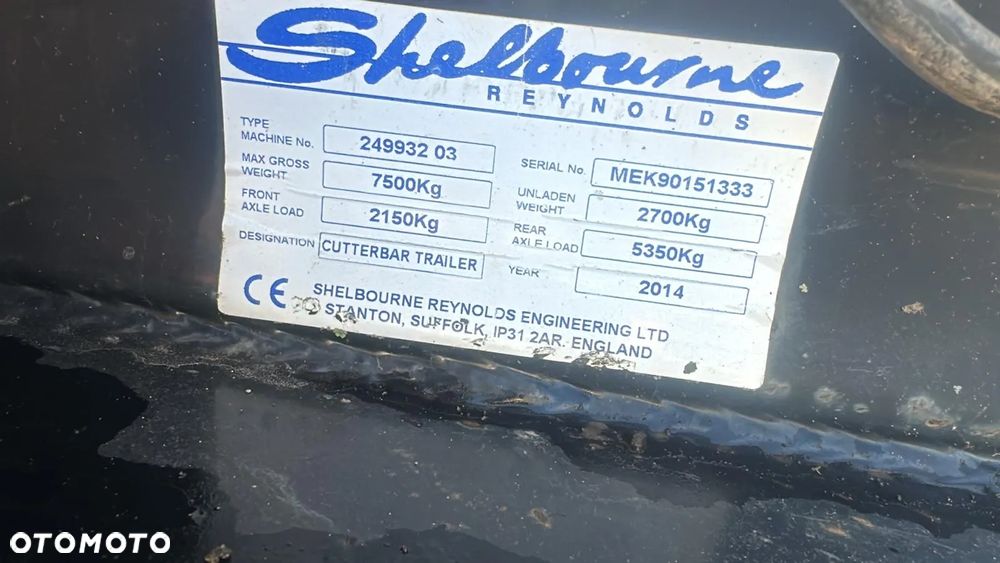 Shelbourne
REYNOLDS
TYPE
MACHINE No. 249932 03
SERIAL No. MEK90151333
MAX GROSS
WEIGHT 7500Kg
UNLADEN
WEIGHT 2700Kg
FRONT
AXLE LOAD 2150Kg
REAR
AXLE LOAD 5350Kg
DESIGNATION CUTTERBAR TRAILER
YEAR 2014
CE SHELBOURNE REYNOLDS ENGINEERING LTD
STANTON, SUFFOLK, IP31 2AR. ENGLAND
OTOMOTO